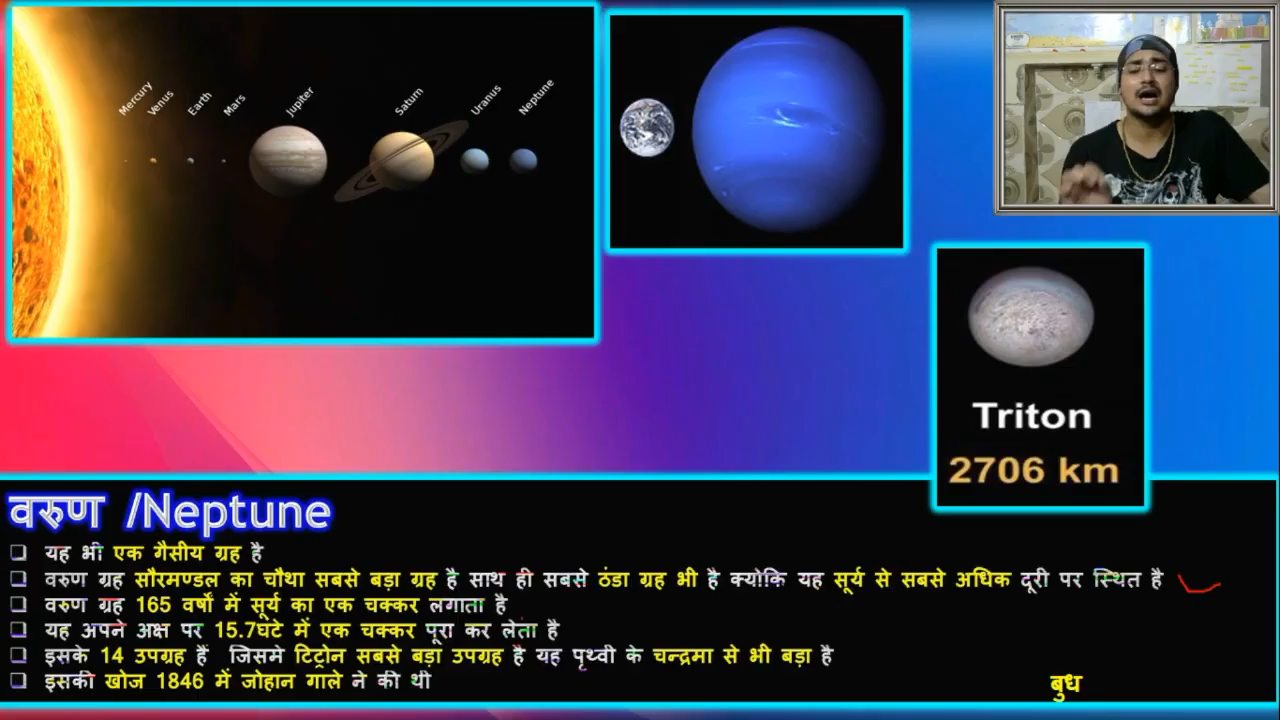 Mercury
Venus
Earth
Mars
Jupiter
Saturn
Uranus
Neptune
Triton
2706 km
वरुण /Neptune
यह भी एक गैसीय ग्रह है
वरुण ग्रह सौरमण्डल का चौथा सबसे बड़ा ग्रह है साथ ही सबसे ठंडा ग्रह भी है क्योकि यह सूर्य से सबसे अधिक दूरी पर स्थित है
वरुण ग्रह 165 वर्षो में सूर्य का एक चक्कर लगाता है
यह अपने अक्ष पर 15.7घंटे में एक चक्कर पूरा कर लेता है
इसके 14 उपग्रह हैं जिसमे टिट्रोन सबसे बड़ा उपग्रह है यह पृथ्वी के चन्द्रमा से भी बड़ा है
इसकी खोज 1846 में जोहान गाले ने की थी
बुध